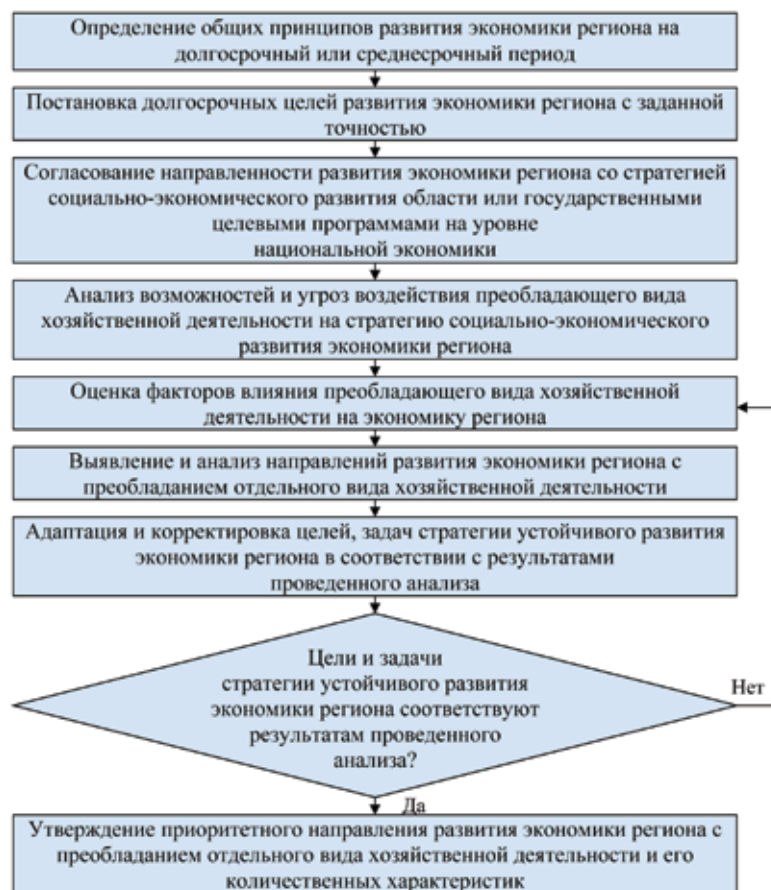 Определение общих принципов развития экономики региона на
долгосрочный или среднесрочный период
Постановка долгосрочных целей развития экономики региона с заданной
точностью
Согласование направленности развития экономики региона со стратегией
социально-экономического развития области или государственными
целевыми программами на уровне
национальной экономики
Анализ возможностей и угроз воздействия преобладающего вида
хозяйственной деятельности на стратегию социально-экономического
развития экономики региона
Оценка факторов влияния преобладающего вида хозяйственной
деятельности на экономику региона
Выявление и анализ направлений развития экономики региона с
преобладанием отдельного вида хозяйственной деятельности
Адаптация и корректировка целей, задач стратегии устойчивого развития
экономики региона в соответствии с результатами
проведенного анализа
Цели и задачи
стратегии устойчивого развития
экономики региона соответствуют
результатам проведенного
анализа?
Нет
Да
Утверждение приоритетного направления развития экономики региона с
преобладанием отдельного вида хозяйственной деятельности и его
количественных характеристик